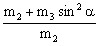 m₂ + m₃ sin² α
m₂